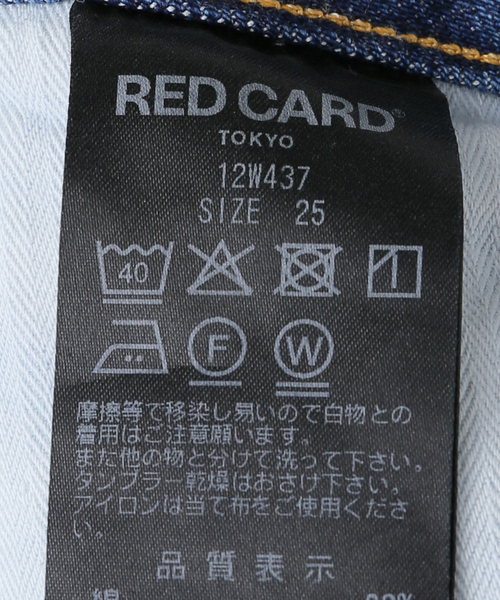 RED CARD®
TOKYO
12W437
SIZE 25
40
F W
摩擦等で移染し易いので白物との
着用はご注意願います。
また他の物と分けて洗って下さい。
タンブラー乾燥はおさけ下さい。
アイロンは当て布をご使用くださ
い。
品質表示
綿